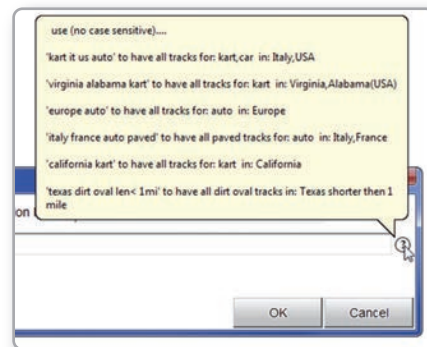 use (no case sensitive)....
'kart it us auto' to have all tracks for: kart,car in: Italy,USA
'virginia alabama kart' to have all tracks for: kart in: Virginia,Alabama(USA)
'europe auto' to have all tracks for: auto in: Europe
'italy france auto paved' to have all paved tracks for: auto in: Italy,France
'california kart' to have all tracks for: kart in: California
'texas dirt oval len< 1mi' to have all dirt oval tracks in: Texas shorter then 1
mile
on
OK Cancel